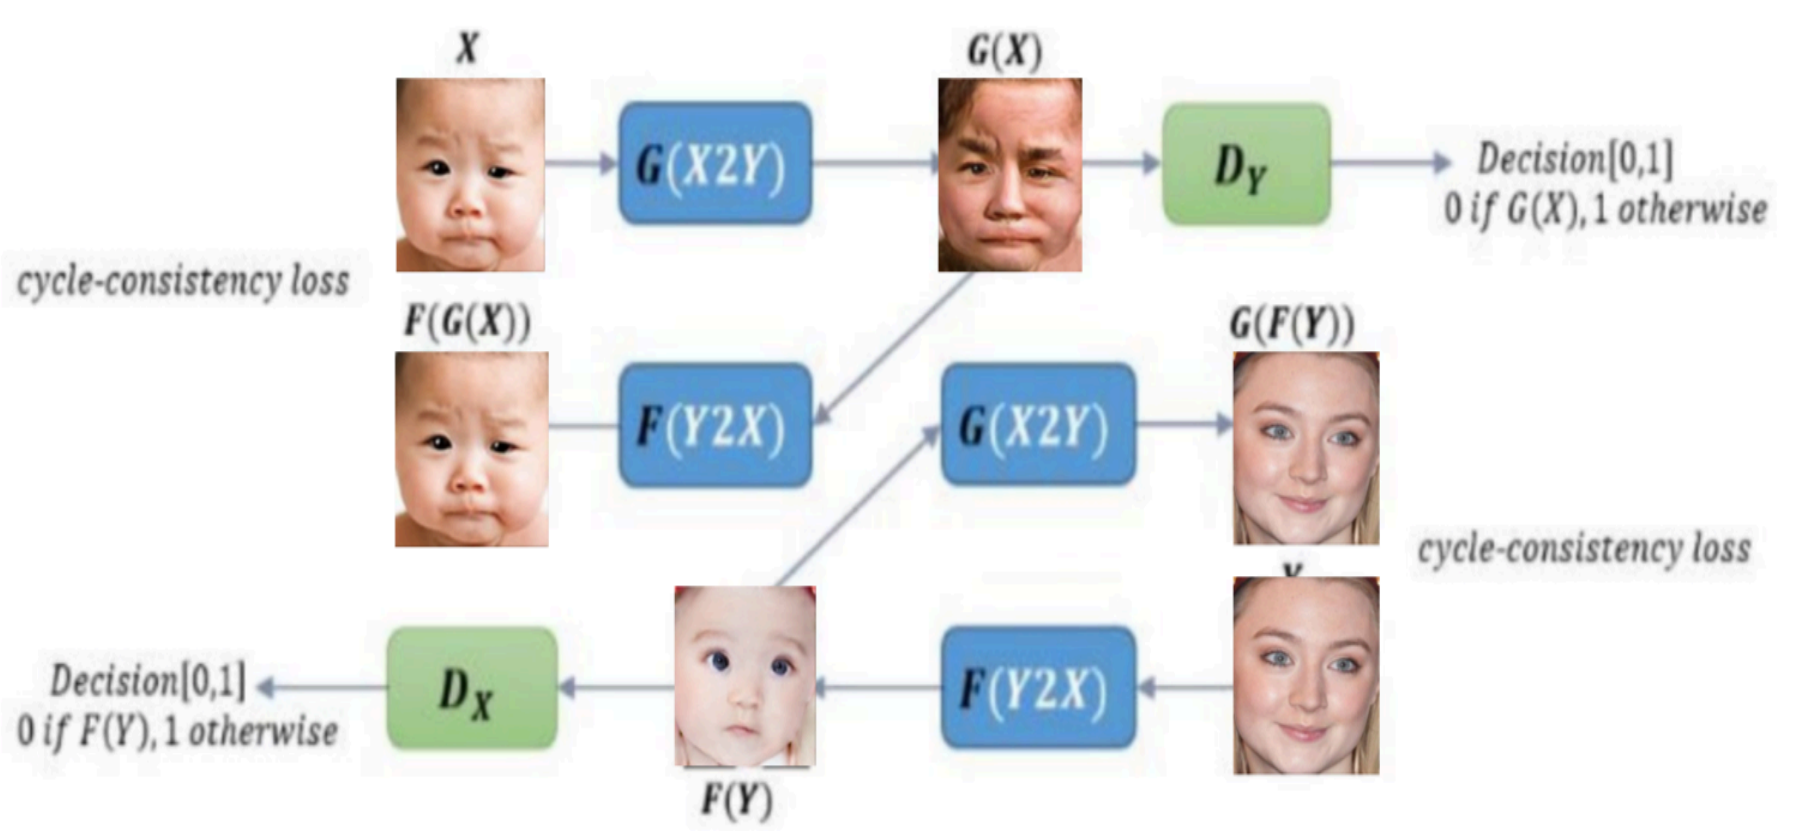 X
G(X)
G(X2Y)
D_Y
Decision[0,1]
0 if G(X), 1 otherwise
cycle-consistency loss
F(G(X))
G(F(Y))
F(Y2X)
G(X2Y)
cycle-consistency loss
Decision[0,1]
0 if F(Y), 1 otherwise
D_X
F(Y2X)
F(Y)